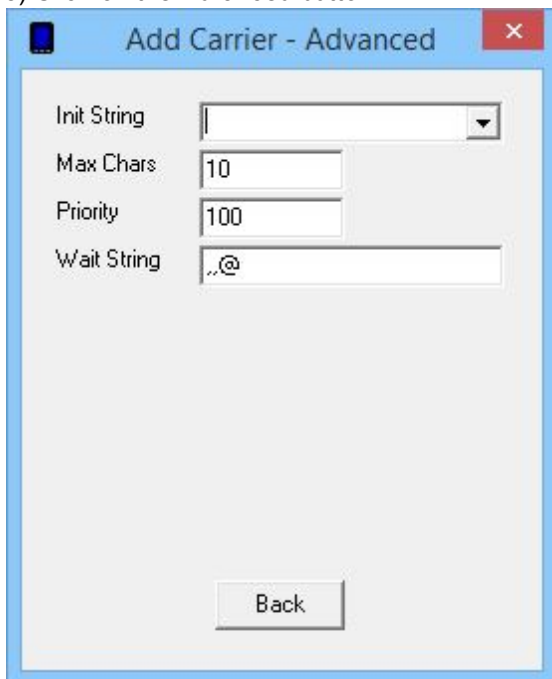 Add Carrier - Advanced
Init String
Max Chars 10
Priority 100
Wait String ,,@
Back